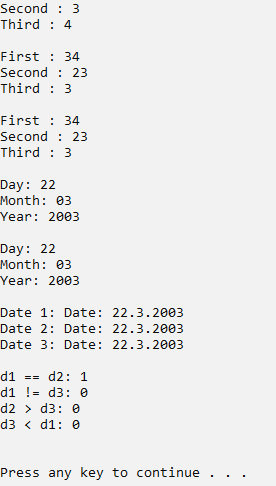 Second : 3
Third : 4
First : 34
Second : 23
Third : 3
First : 34
Second : 23
Third : 3
Day: 22
Month: 03
Year: 2003
Day: 22
Month: 03
Year: 2003
Date 1: Date: 22.3.2003
Date 2: Date: 22.3.2003
Date 3: Date: 22.3.2003
d1 == d2: 1
d1 != d3: 0
d2 > d3: 0
d3 < d1: 0
Press any key to continue . . .